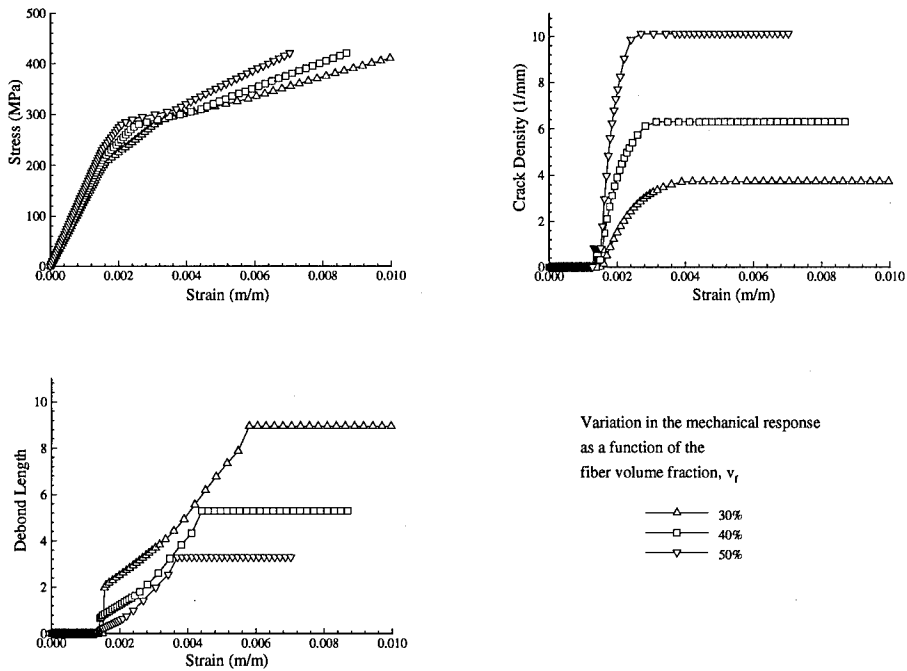 500
400
300
200
100
0
Stress (MPa)
0.000 0.002 0.004 0.006 0.008 0.010
Strain (m/m)
10
8
6
4
2
0
Crack Density (1/mm)
0.000 0.002 0.004 0.006 0.008 0.010
Strain (m/m)
10
8
6
4
2
0
Debond Length
0.000 0.002 0.004 0.006 0.008 0.010
Strain (m/m)
Variation in the mechanical response
as a function of the
fiber volume fraction, vf
30%
40%
50%